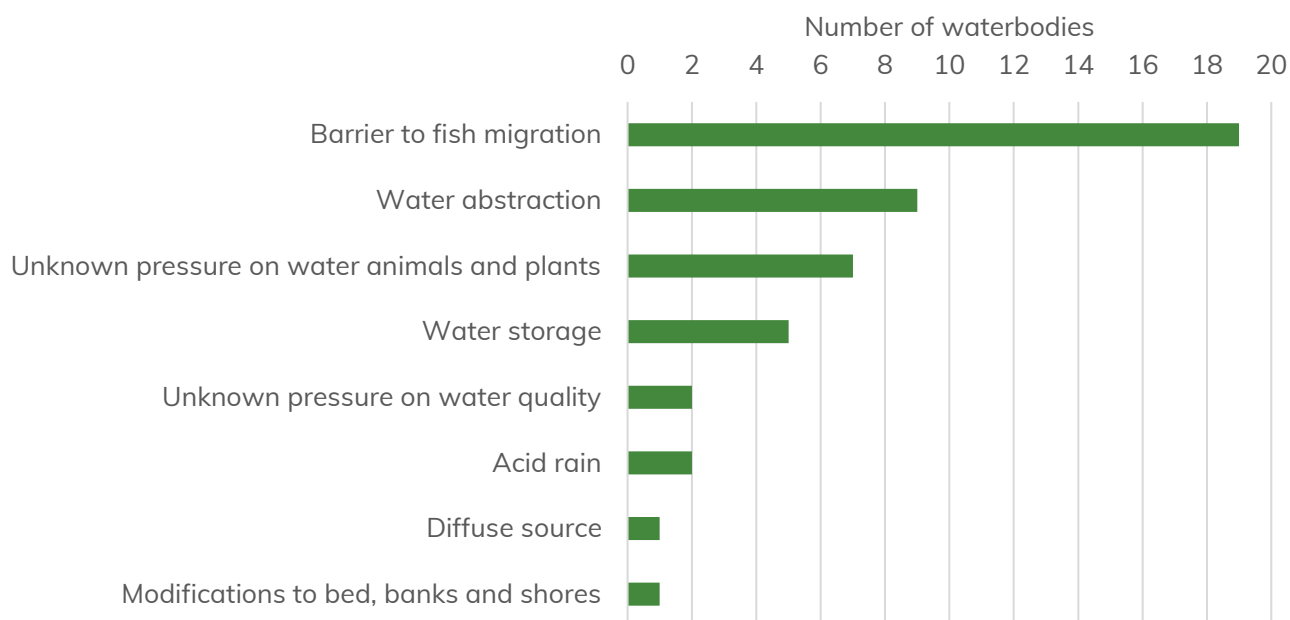 Number of waterbodies
0 2 4 6 8 10 12 14 16 18 20
Barrier to fish migration
Water abstraction
Unknown pressure on water animals and plants
Water storage
Unknown pressure on water quality
Acid rain
Diffuse source
Modifications to bed, banks and shores